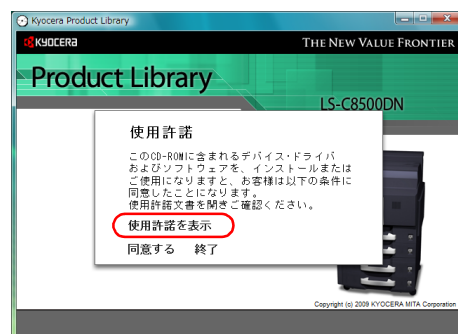 Kyocera Product Library
KYOCERA
THE NEW VALUE FRONTIER
Product Library
LS-C8500DN
使用許諾
このCD-ROMに含まれるデバイス・ドライバ
およびソフトウェアを、インストールまたは
ご使用になりますと、お客様は以下の条件に
同意したことになります。
使用許諾文書を開きご確認ください。
使用許諾を表示
同意する 終了
Copyright (c) 2009 KYOCERA MITA Corporation